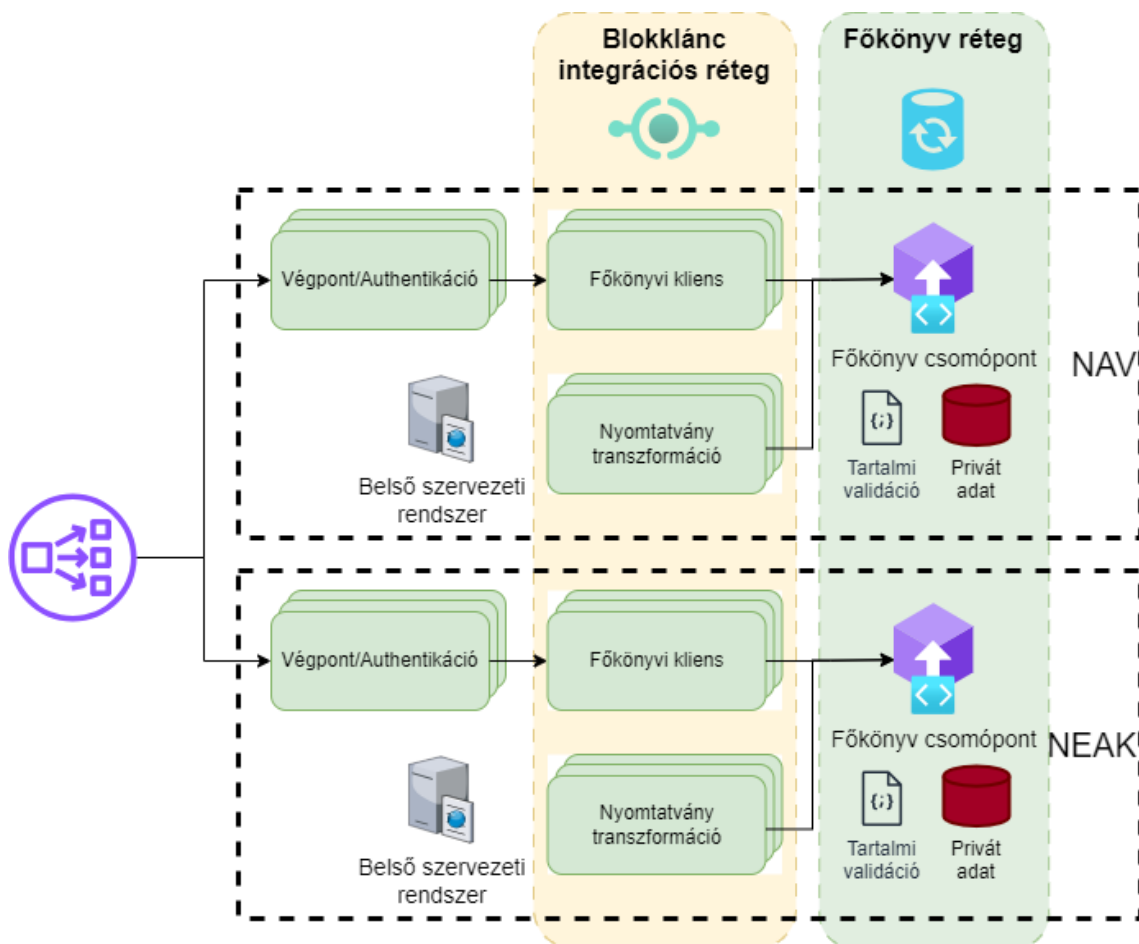 Blokklánc
integrációs réteg
Főkönyv réteg
Végpont/Authentikáció
Főkönyvi kliens
Főkönyv csomópont
NAV
Nyomtatvány
transzformáció
{;}
Tartalmi
validáció
Privát
adat
Belső szervezeti
rendszer
Végpont/Authentikáció
Főkönyvi kliens
Főkönyv csomópont
NEAK
Nyomtatvány
transzformáció
{;}
Tartalmi
validáció
Privát
adat
Belső szervezeti
rendszer